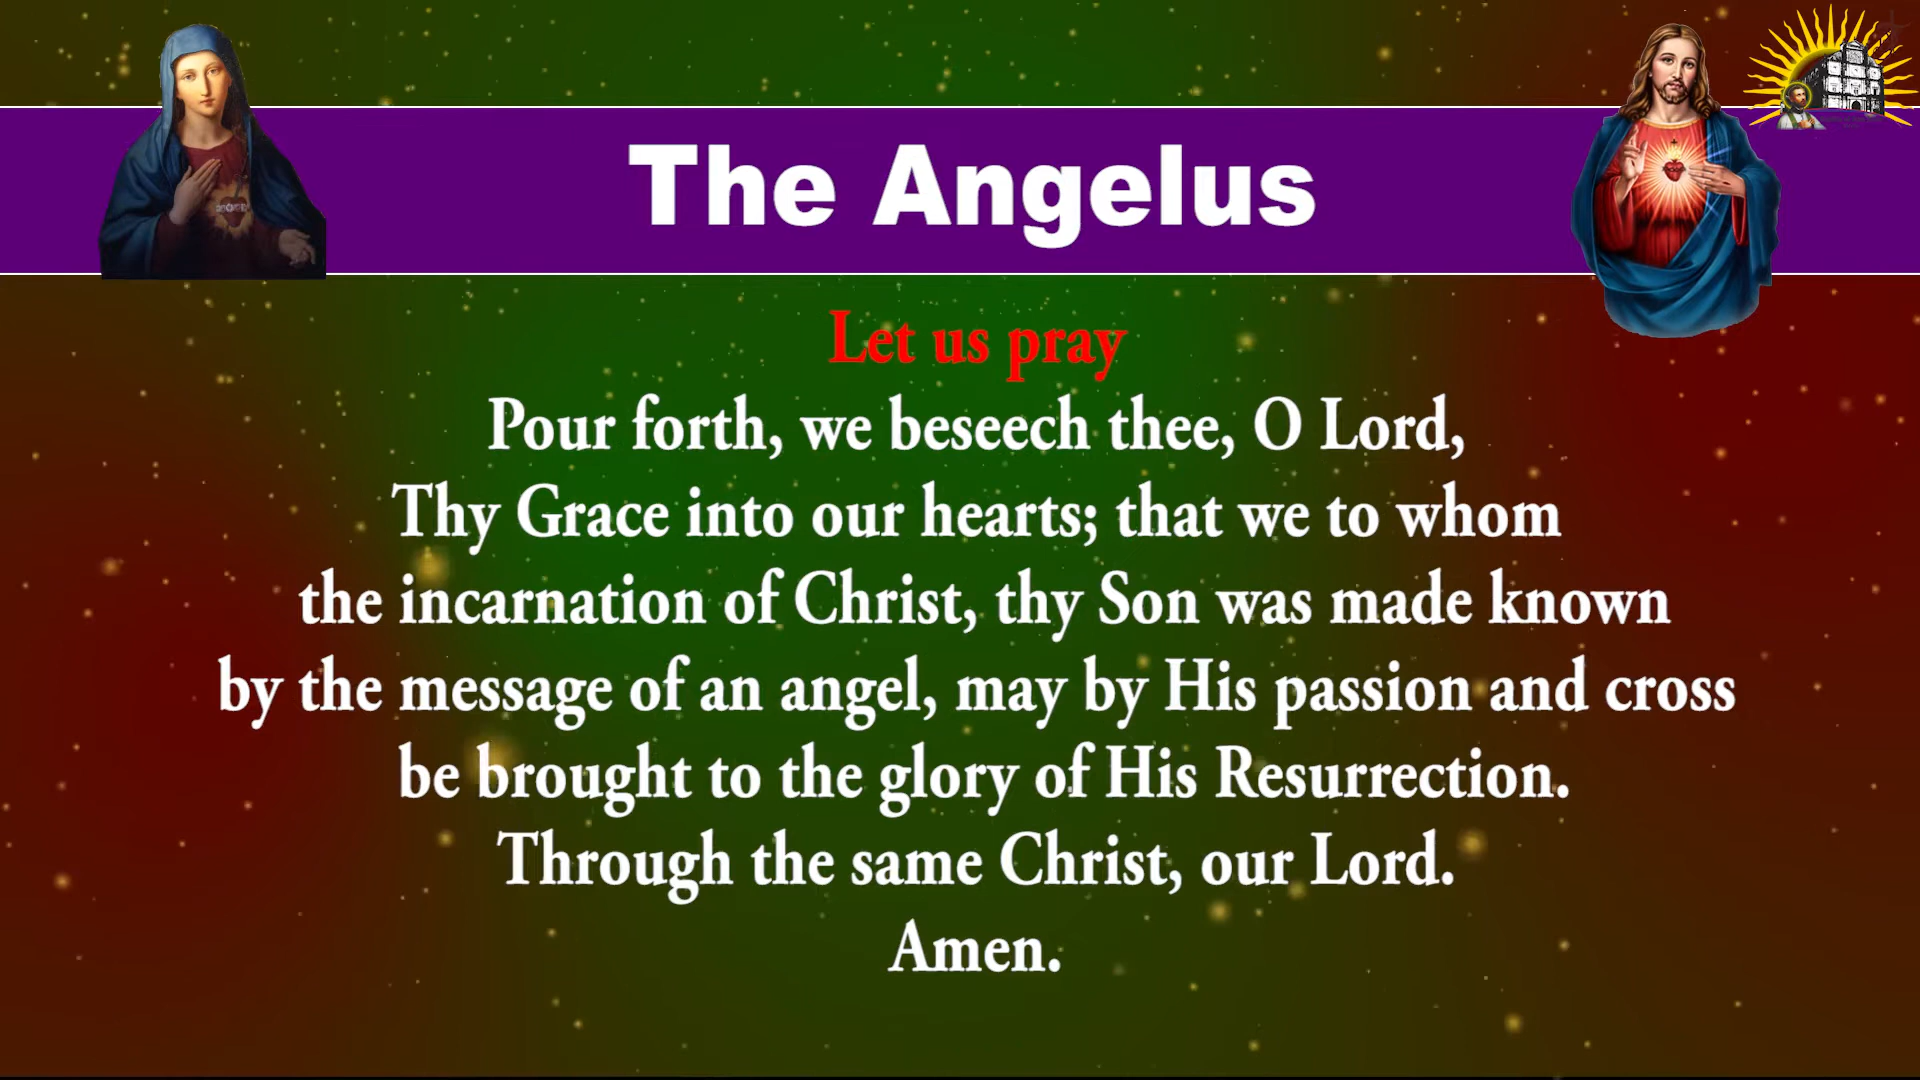 The Angelus
Let us pray
Pour forth, we beseech thee, O Lord,
Thy Grace into our hearts; that we to whom
the incarnation of Christ, thy Son was made known
by the message of an angel, may by His passion and cross
be brought to the glory of His Resurrection.
Through the same Christ, our Lord.
Amen.